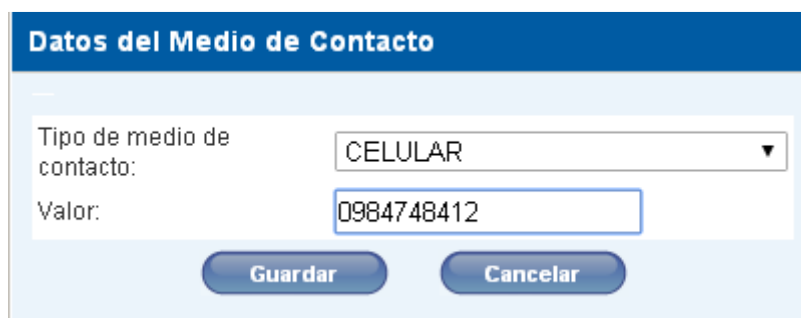 Datos del Medio de Contacto
Tipo de medio de
contacto:
CELULAR
Valor:
0984748412
Guardar
Cancelar